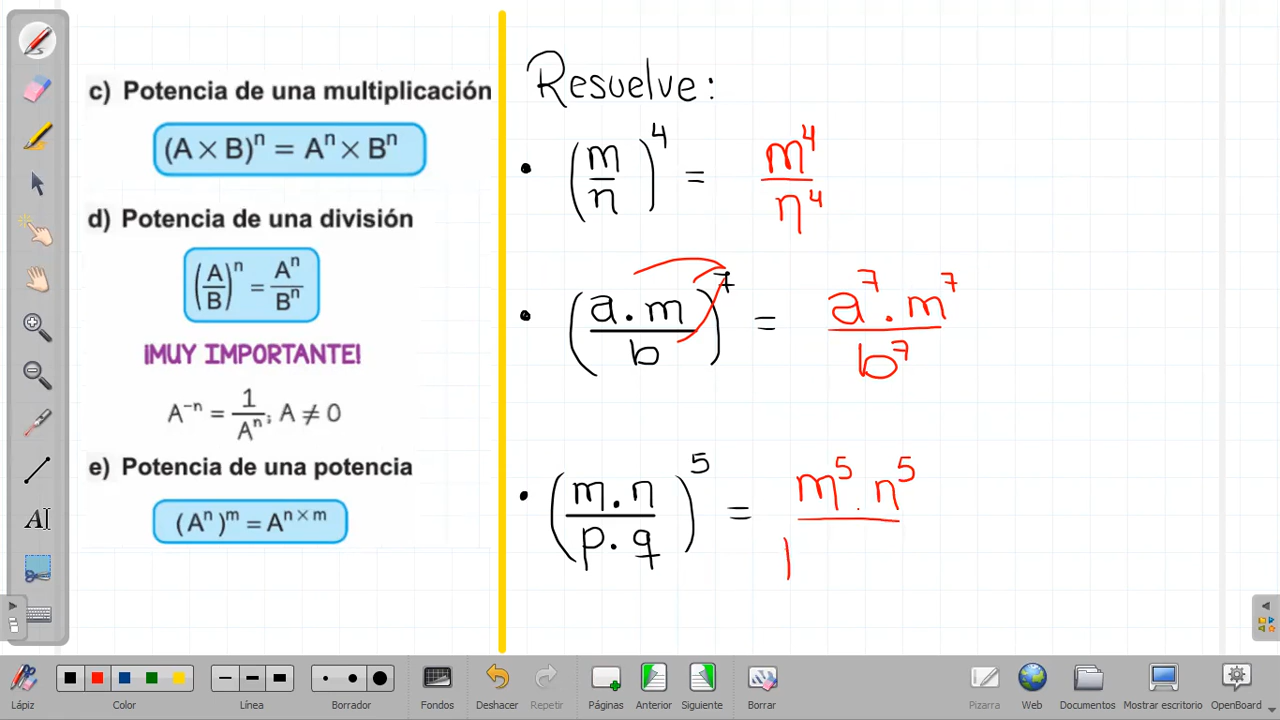 c) Potencia de una multiplicación
(A × B)ⁿ = Aⁿ × Bⁿ
d) Potencia de una división
(A/B)ⁿ = Aⁿ/Bⁿ
¡MUY IMPORTANTE!
A⁻ⁿ = 1/Aⁿ; A ≠ 0
e) Potencia de una potencia
(Aⁿ)ᵐ = Aⁿ ˣ ᵐ
Resuelve:
• (m/n)⁴ = m⁴/n⁴
• (a.m/b)⁷ = a⁷.m⁷/b⁷
• (m.n/p.q)⁵ = m⁵.n⁵/
Lápiz Color Línea Borrador Fondos Deshacer Repetir Páginas Anterior Siguiente Borrar Pizarra Web Documentos Mostrar escritorio OpenBoard